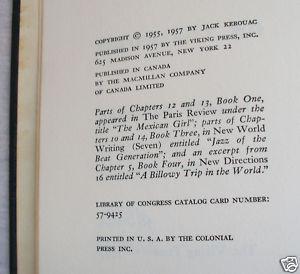 COPYRIGHT © 1955, 1957 BY JACK KEROUAC
PUBLISHED IN 1957 BY THE VIKING PRESS, INC.
625 MADISON AVENUE, NEW YORK 22
PUBLISHED IN CANADA
BY THE MACMILLAN COMPANY
OF CANADA LIMITED
Parts of Chapters 12 and 13, Book One,
appeared in The Paris Review under the
title "The Mexican Girl"; parts of Chap-
ters 10 and 14, Book Three, in New World
Writing (Seven) entitled "Jazz of the
Beat Generation"; and an excerpt from
Chapter 5, Book Four, in New Directions
16 entitled "A Billowy Trip in the World."
LIBRARY OF CONGRESS CATALOG CARD NUMBER:
57-9425
PRINTED IN U. S. A. BY THE COLONIAL
PRESS INC.